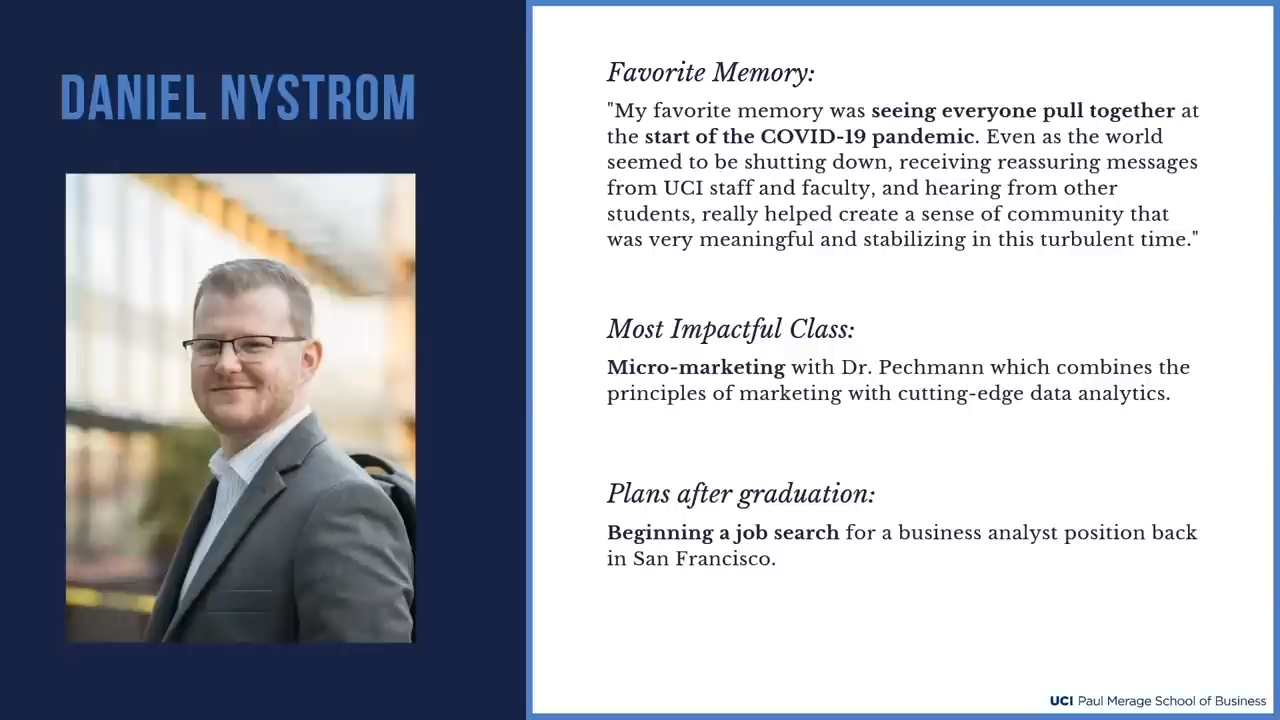 DANIEL NYSTROM
Favorite Memory:
"My favorite memory was seeing everyone pull together at
the start of the COVID-19 pandemic. Even as the world
seemed to be shutting down, receiving reassuring messages
from UCI staff and faculty, and hearing from other
students, really helped create a sense of community that
was very meaningful and stabilizing in this turbulent time."
Most Impactful Class:
Micro-marketing with Dr. Pechmann which combines the
principles of marketing with cutting-edge data analytics.
Plans after graduation:
Beginning a job search for a business analyst position back
in San Francisco.
UCI Paul Merage School of Business